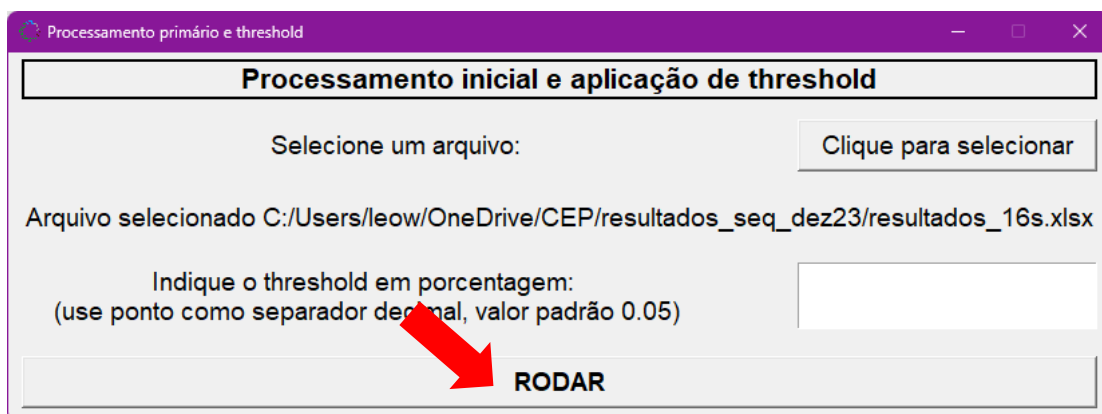 Processamento primário e threshold
Processamento inicial e aplicação de threshold
Selecione um arquivo:
Clique para selecionar
Arquivo selecionado C:/Users/leow/OneDrive/CEP/resultados_seq_dez23/resultados_16s.xlsx
Indique o threshold em porcentagem:
(use ponto como separador decimal, valor padrão 0.05)
RODAR